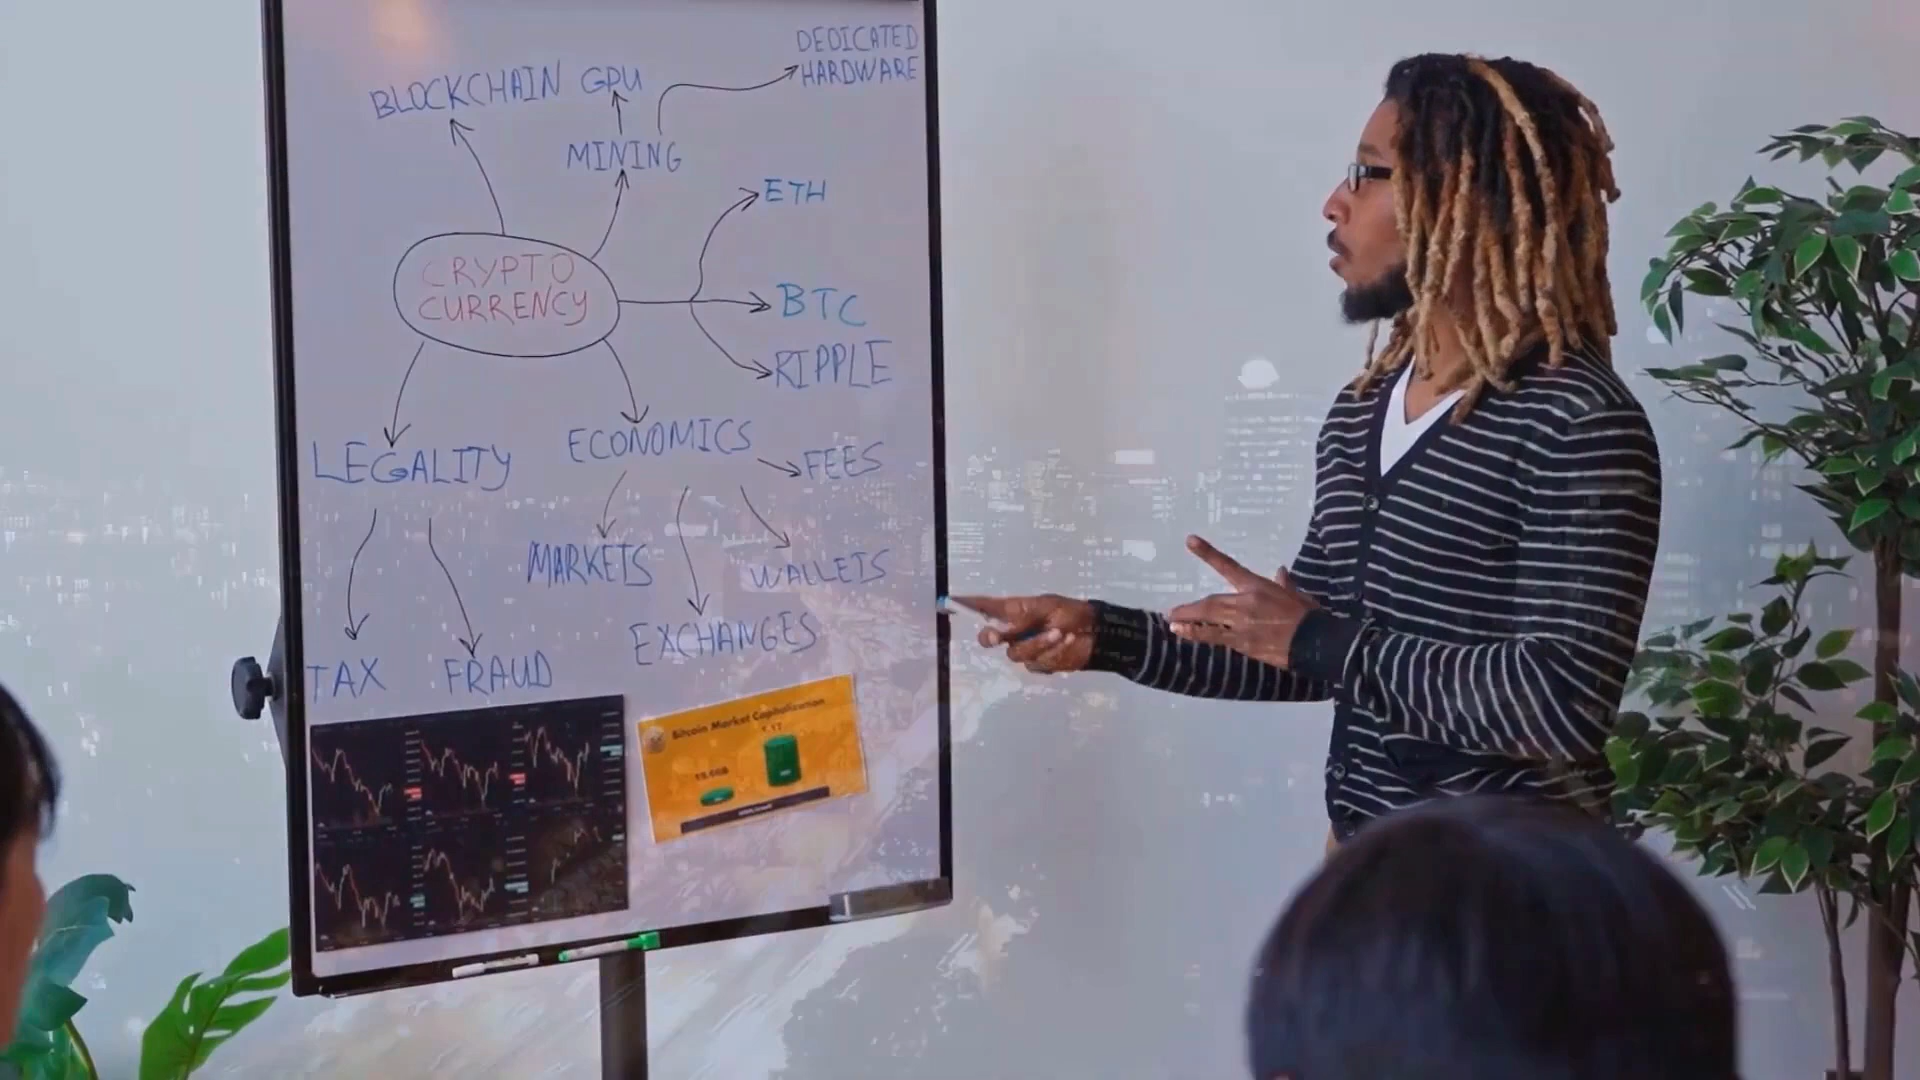 DEDICATED
HARDWARE
BLOCKCHAIN
GPU
MINING
ETH
CRYPTO
CURRENCY
BTC
RIPPLE
LEGALITY
ECONOMICS
FEES
MARKETS
WALLETS
EXCHANGES
TAX
FRAUD
Bitcoin Market Capitalization